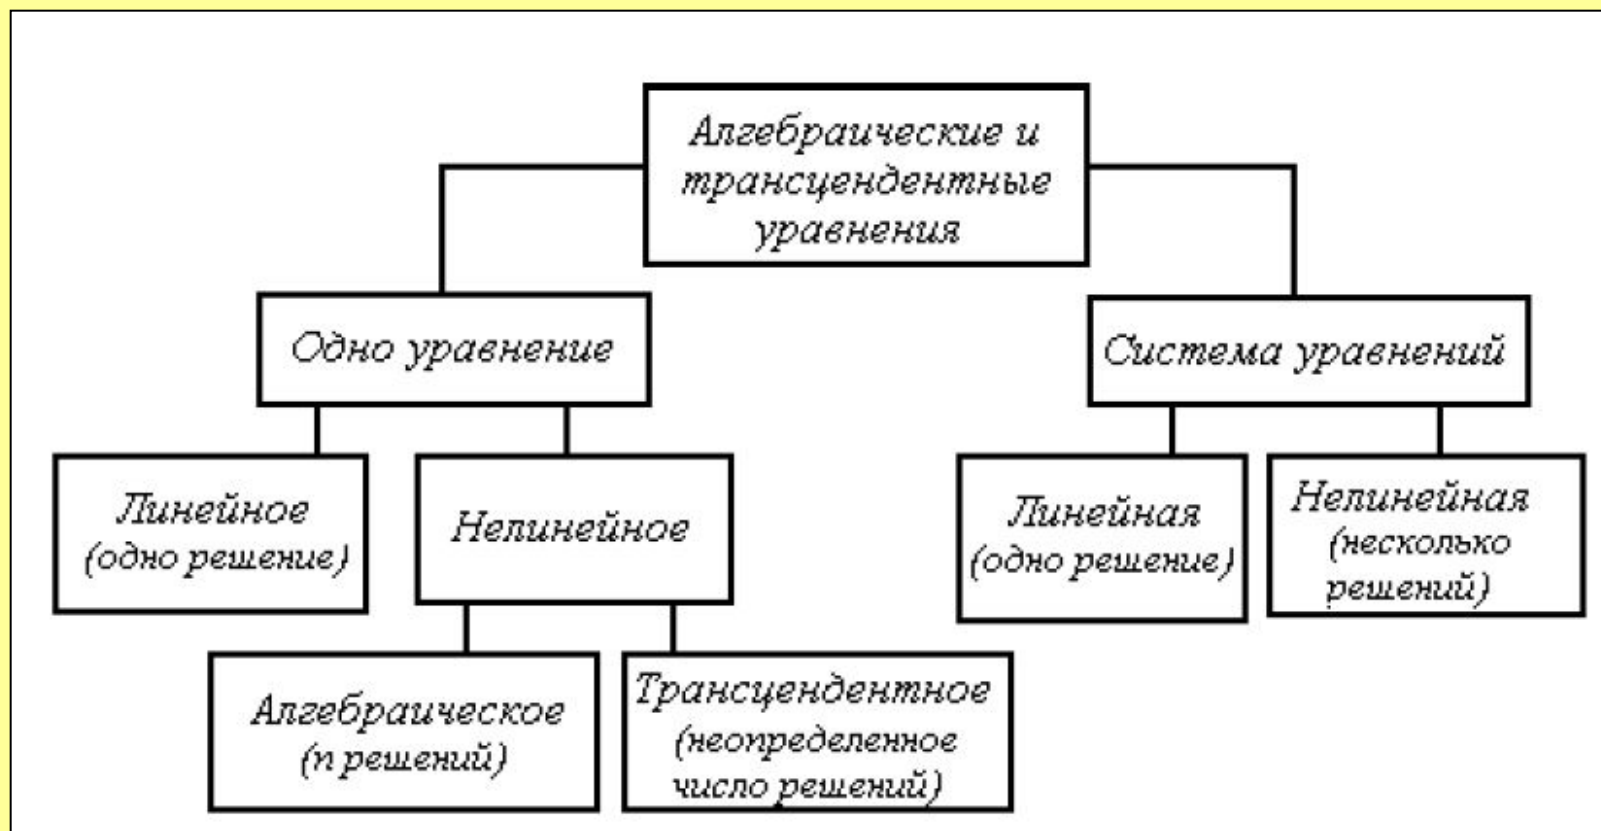 Алгебраические и
трансцендентные
уравнения
Одно уравнение
Система уравнений
Линейное
(одно решение)
Нелинейное
Линейная
(одно решение)
Нелинейная
(несколько
решений)
Алгебраическое
(n решений)
Трансцендентное
(неопределенное
число решений)